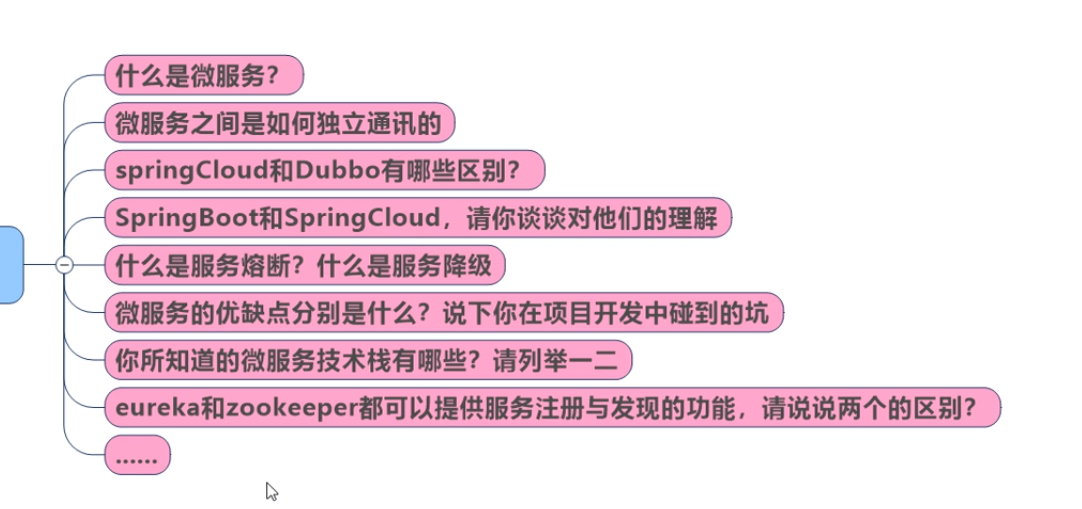 什么是微服务？
微服务之间是如何独立通讯的
springCloud和Dubbo有哪些区别？
SpringBoot和SpringCloud，请你谈谈对他们的理解
什么是服务熔断？什么是服务降级
微服务的优缺点分别是什么？说下你在项目开发中碰到的坑
你所知道的微服务技术栈有哪些？请列举一二
eureka和zookeeper都可以提供服务注册与发现的功能，请说说两个的区别？
......